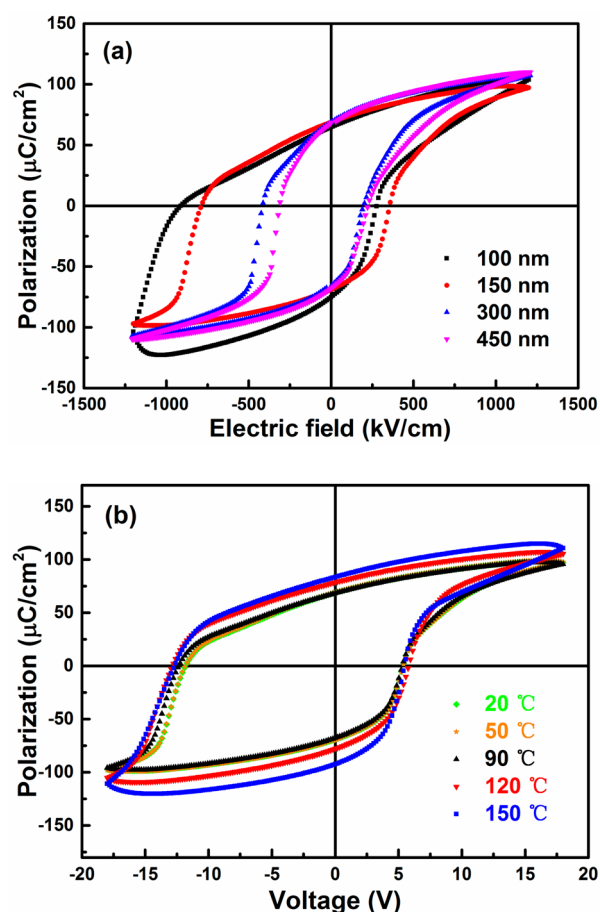 (a)
150
100
50
0
-50
-100
-150
Polarization (μC/cm²)
100 nm
150 nm
300 nm
450 nm
-1500 -1000 -500 0 500 1000 1500
Electric field (kV/cm)
(b)
150
100
50
0
-50
-100
-150
Polarization (μC/cm²)
20 ℃
50 ℃
90 ℃
120 ℃
150 ℃
-20 -15 -10 -5 0 5 10 15 20
Voltage (V)